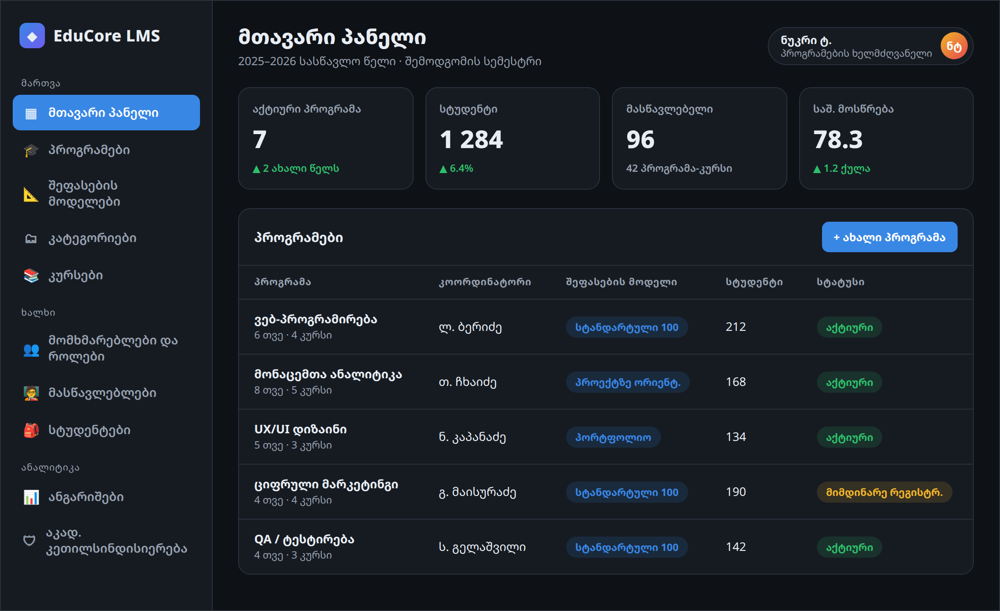 EduCore LMS
მართვა
მთავარი პანელი
პროგრამები
შეფასების
მოდელები
კატეგორიები
კურსები
ხალხი
მომხმარებლები და
როლები
მასწავლებლები
სტუდენტები
ანალიტიკა
ანგარიშები
აკად.
კეთილსინდისიერება
მთავარი პანელი
2025–2026 სასწავლო წელი · შემოდგომის სემესტრი
ნუკრი ტ.
პროგრამების ხელმძღვანელი
ნტ
აქტიური პროგრამა
7
▲ 2 ახალი წელს
სტუდენტი
1 284
▲ 6.4%
მასწავლებელი
96
42 პროგრამა-კურსი
საშ. მოსწრება
78.3
▲ 1.2 ქულა
პროგრამები
+ ახალი პროგრამა
პროგრამა კოორდინატორი შეფასების მოდელი სტუდენტი სტატუსი
ვებ-პროგრამირება
6 თვე · 4 კურსი
ლ. ბერიძე სტანდარტული 100 212 აქტიური
მონაცემთა ანალიტიკა
8 თვე · 5 კურსი
თ. ჩხაიძე პროექტზე ორიენტ. 168 აქტიური
UX/UI დიზაინი
5 თვე · 3 კურსი
ნ. კაპანაძე პორტფოლიო 134 აქტიური
ციფრული მარკეტინგი
4 თვე · 4 კურსი
გ. მაისურაძე სტანდარტული 100 190 მიმდინარე რეგისტრ.
QA / ტესტირება
4 თვე · 3 კურსი
ს. გელაშვილი სტანდარტული 100 142 აქტიური